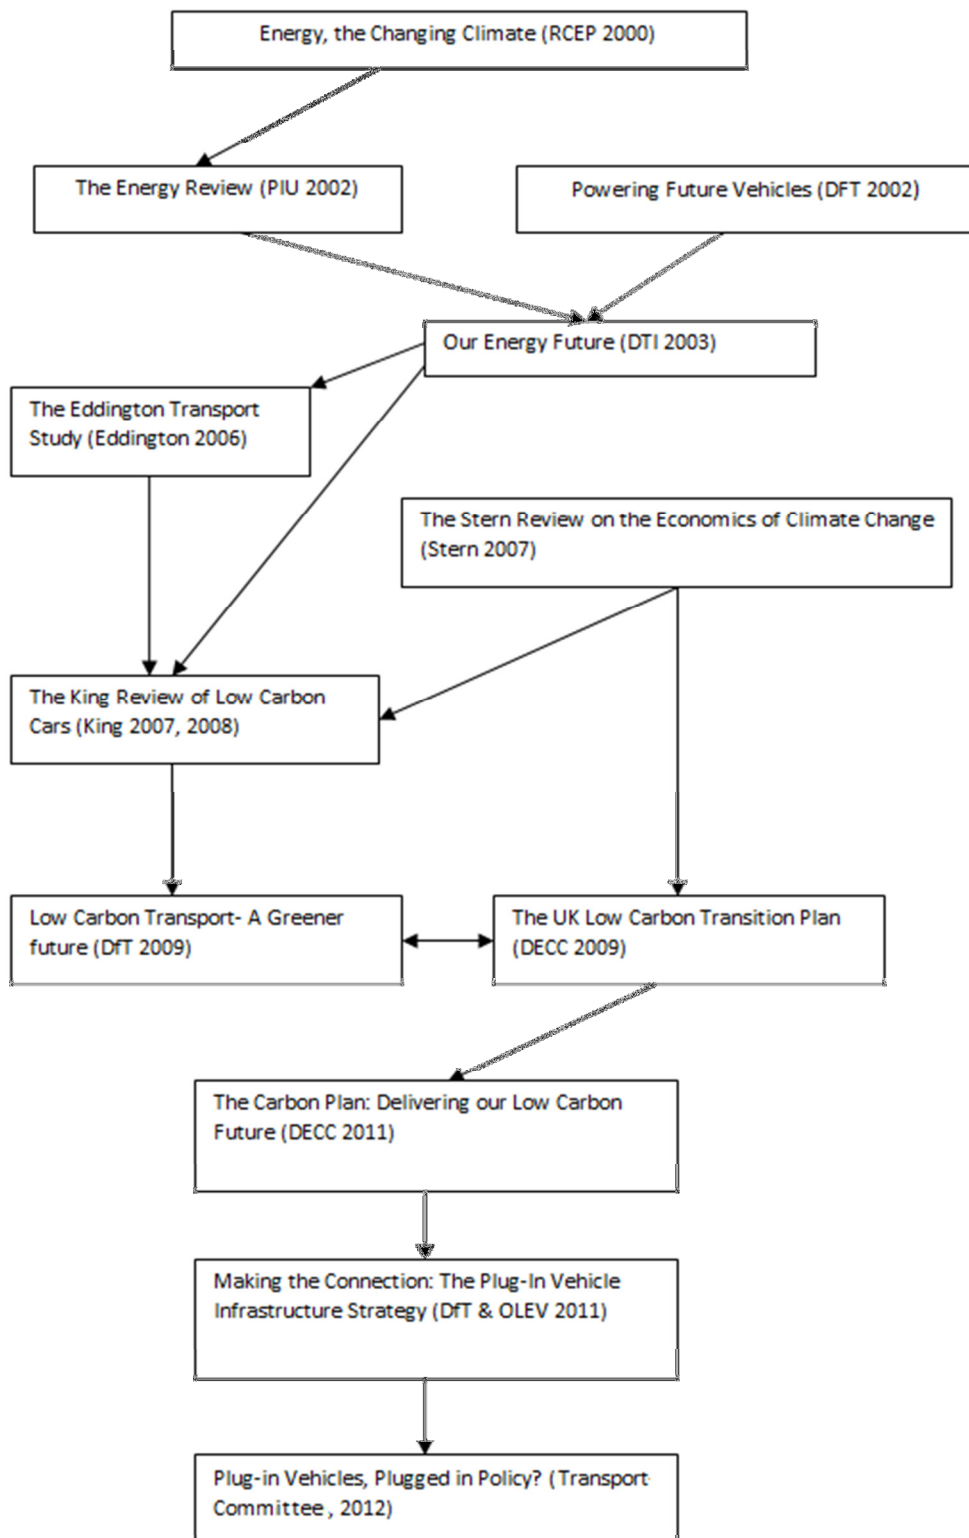 Energy, the Changing Climate (RCEP 2000)
The Energy Review (PIU 2002)
Powering Future Vehicles (DFT 2002)
Our Energy Future (DTI 2003)
The Eddington Transport
Study (Eddington 2006)
The Stern Review on the Economics of Climate Change
(Stern 2007)
The King Review of Low Carbon
Cars (King 2007, 2008)
Low Carbon Transport- A Greener
future (DfT 2009)
The UK Low Carbon Transition Plan
(DECC 2009)
The Carbon Plan: Delivering our Low Carbon
Future (DECC 2011)
Making the Connection: The Plug-In Vehicle
Infrastructure Strategy (DfT & OLEV 2011)
Plug-in Vehicles, Plugged in Policy? (Transport
Committee , 2012)